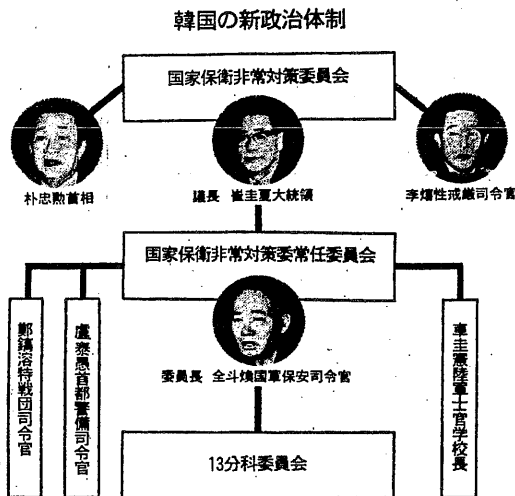 韓国の新政治体制
国家保衛非常対策委員会
朴忠勲首相
議長 崔圭夏大統領
李熺性戒厳司令官
国家保衛非常対策委常任委員会
委員長 全斗煥国軍保安司令官
鄭鎬溶特戦団司令官
盧泰愚首都警備司令官
車圭憲陸軍士官学校長
13分科委員会